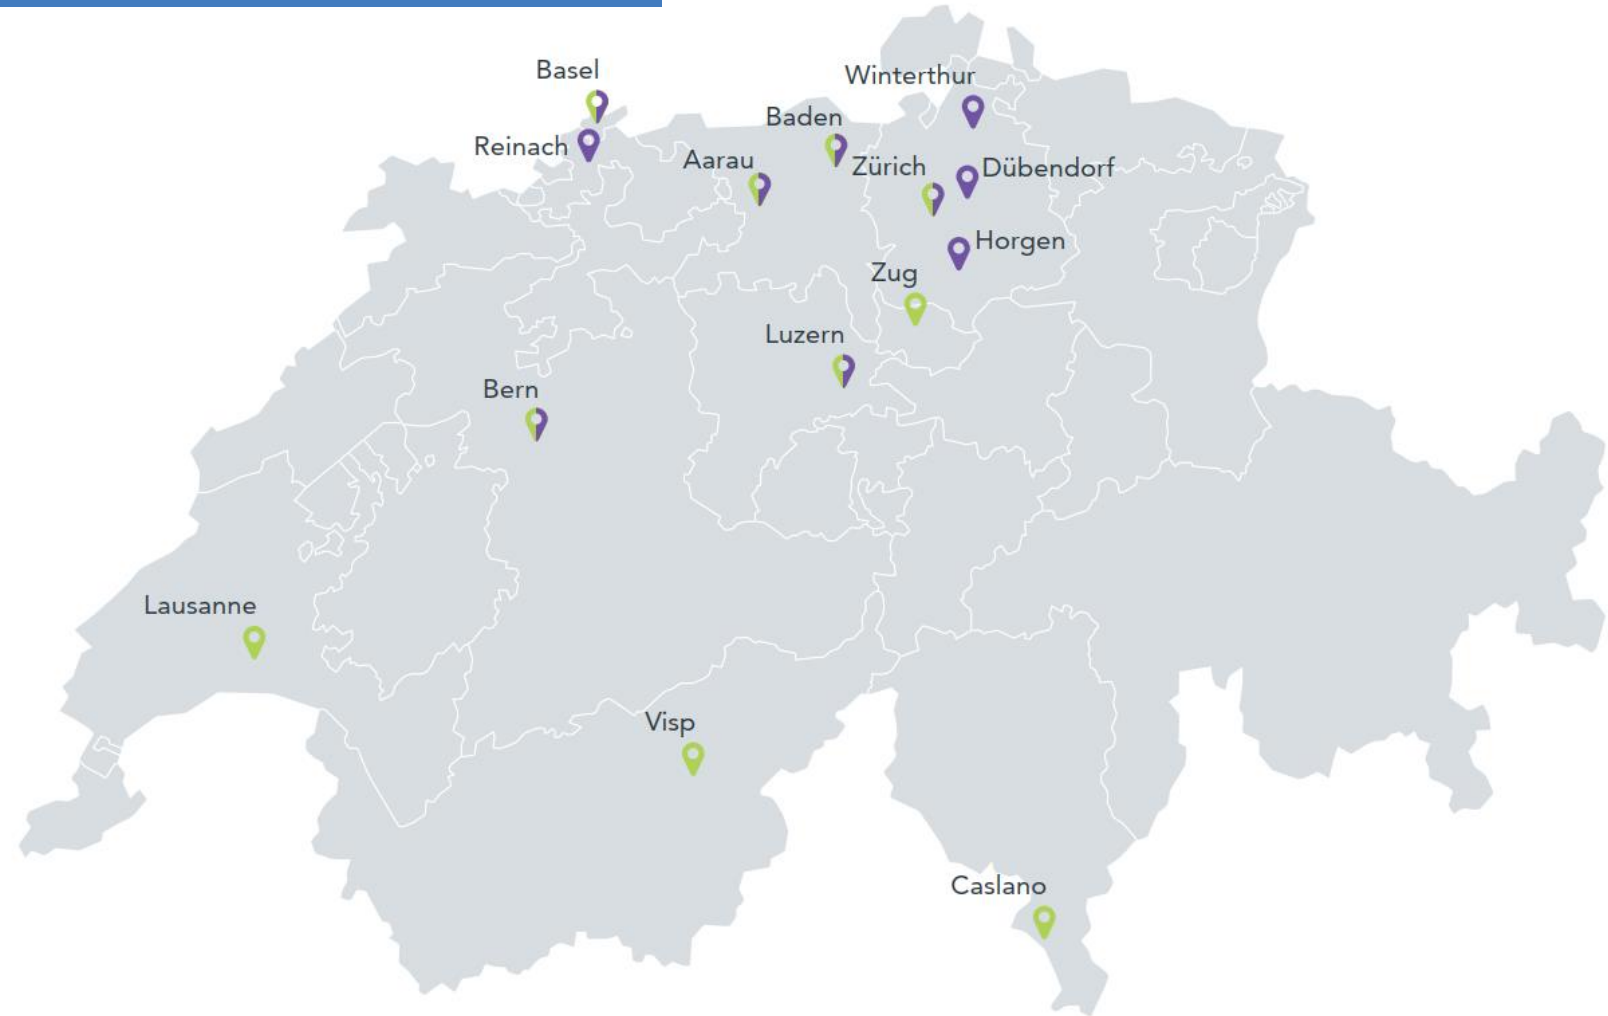 Basel
Winterthur
Baden
Reinach
Aarau
Zürich
Dübendorf
Horgen
Zug
Luzern
Bern
Lausanne
Visp
Caslano